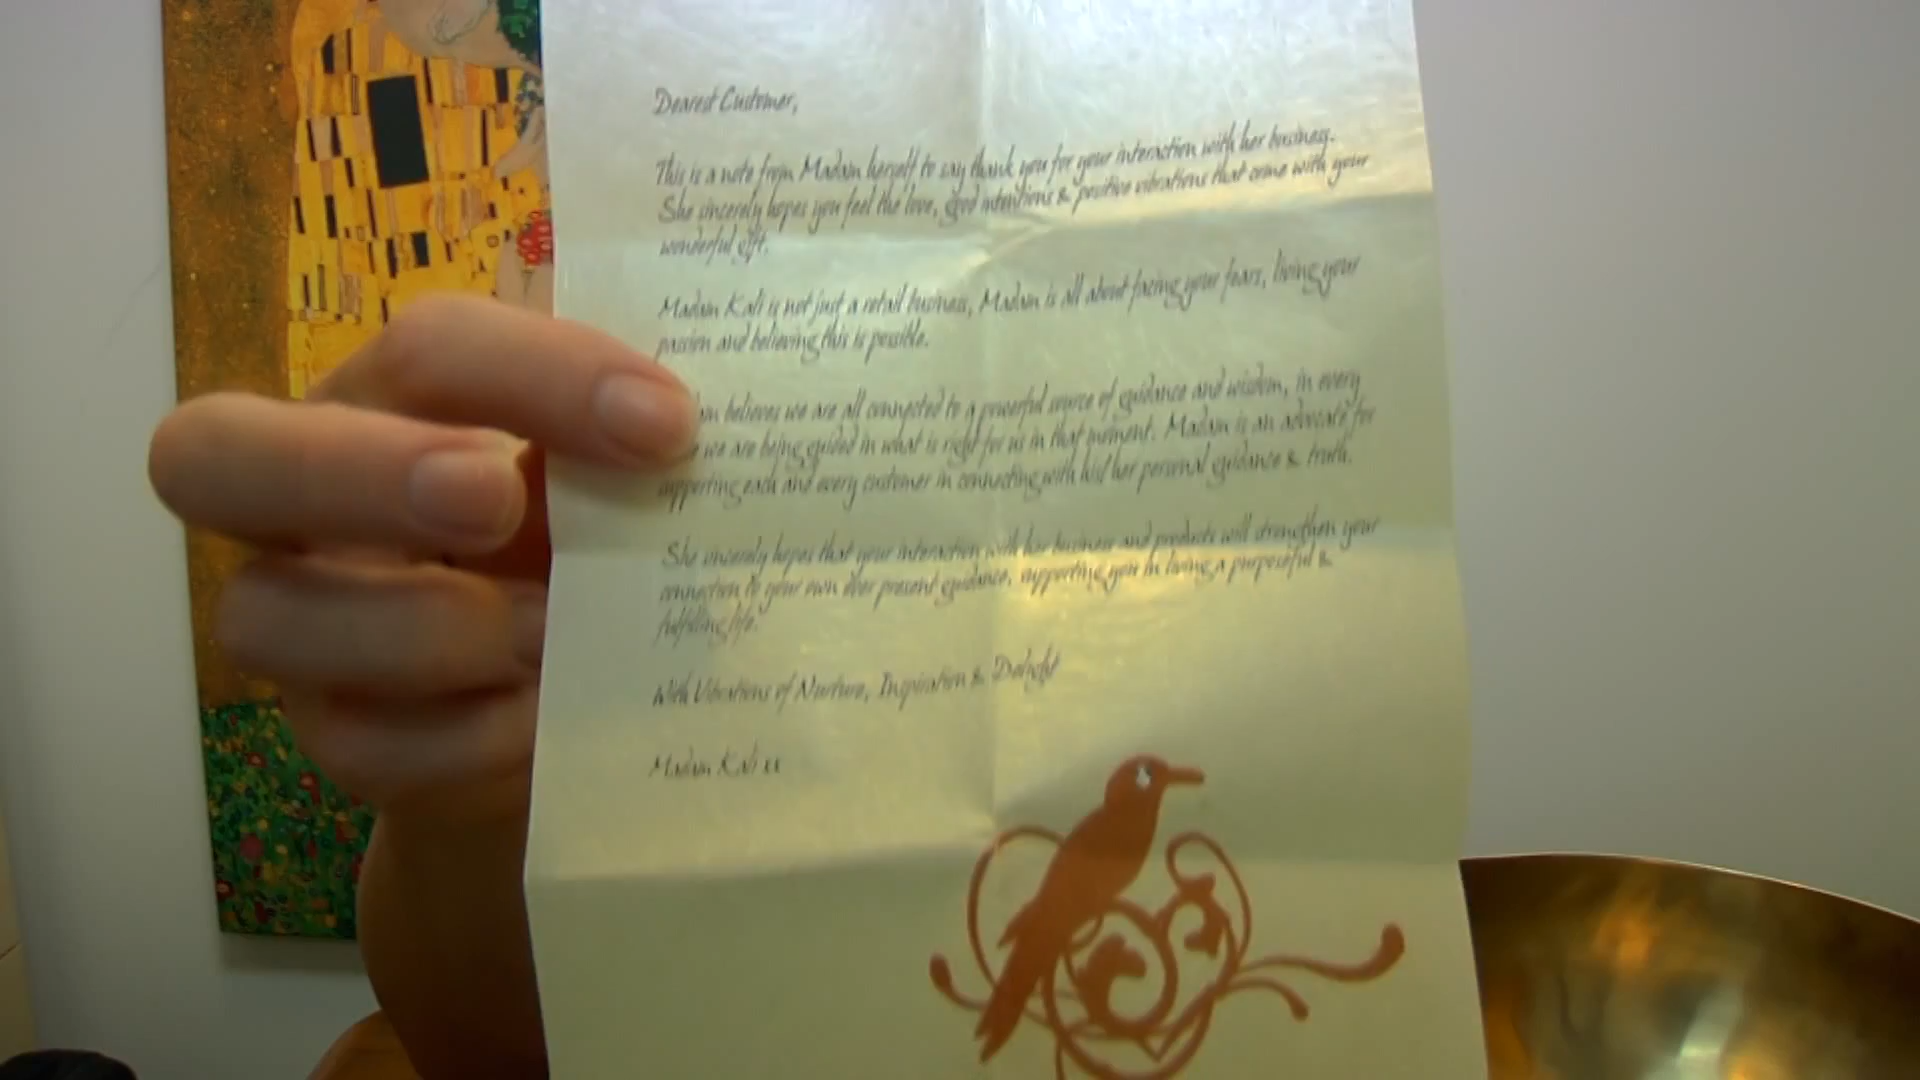 Dearest Customer,
This is a note from Madam herself to say thank you for your interaction with her business.
She sincerely hopes you feel the love, good intentions & positive vibrations that come with your
wonderful gift.
Madam Kali is not just a retail business, Madam is all about facing your fears, living your
passion and believing this is possible.
believes we are all connected to a powerful source of guidance and wisdom, in every
we are being guided in what is right for us in that moment. Madam is an advocate for
supporting each and every customer in connecting with his/her personal guidance & truth.
She sincerely hopes that your interaction with her business and products will strengthen your
connection to your own ever present guidance, supporting you in living a purposeful &
fulfilling life.
With Vibrations of Nurture, Inspiration & Delight
Madam Kali xx